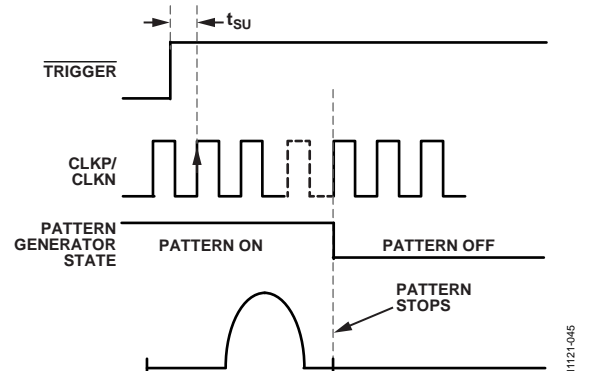 tSU
TRIGGER
CLKP/
CLKN
PATTERN
GENERATOR
STATE
PATTERN ON
PATTERN OFF
PATTERN
STOPS
11121-045